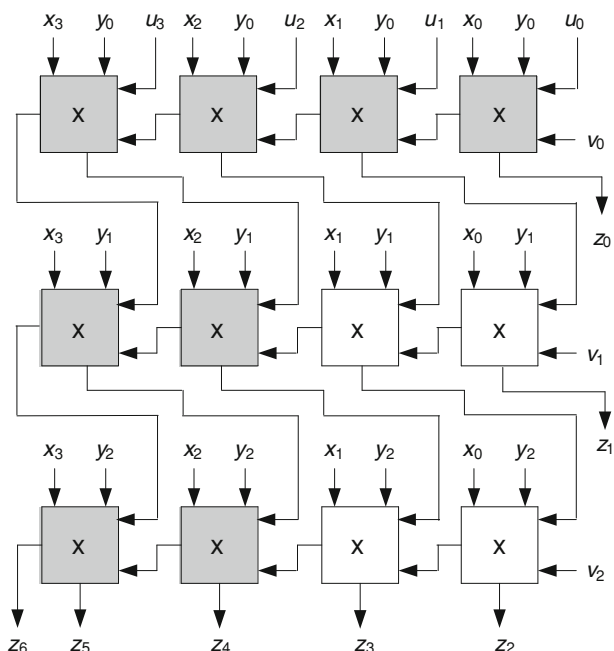 x₃ y₀ u₃ x₂ y₀ u₂ x₁ y₀ u₁ x₀ y₀ u₀
X X X X
v₀
z₀
x₃ y₁ x₂ y₁ x₁ y₁ x₀ y₁
X X X X
v₁
z₁
x₃ y₂ x₂ y₂ x₁ y₂ x₀ y₂
X X X X
v₂
z₆ z₅ z₄ z₃ z₂